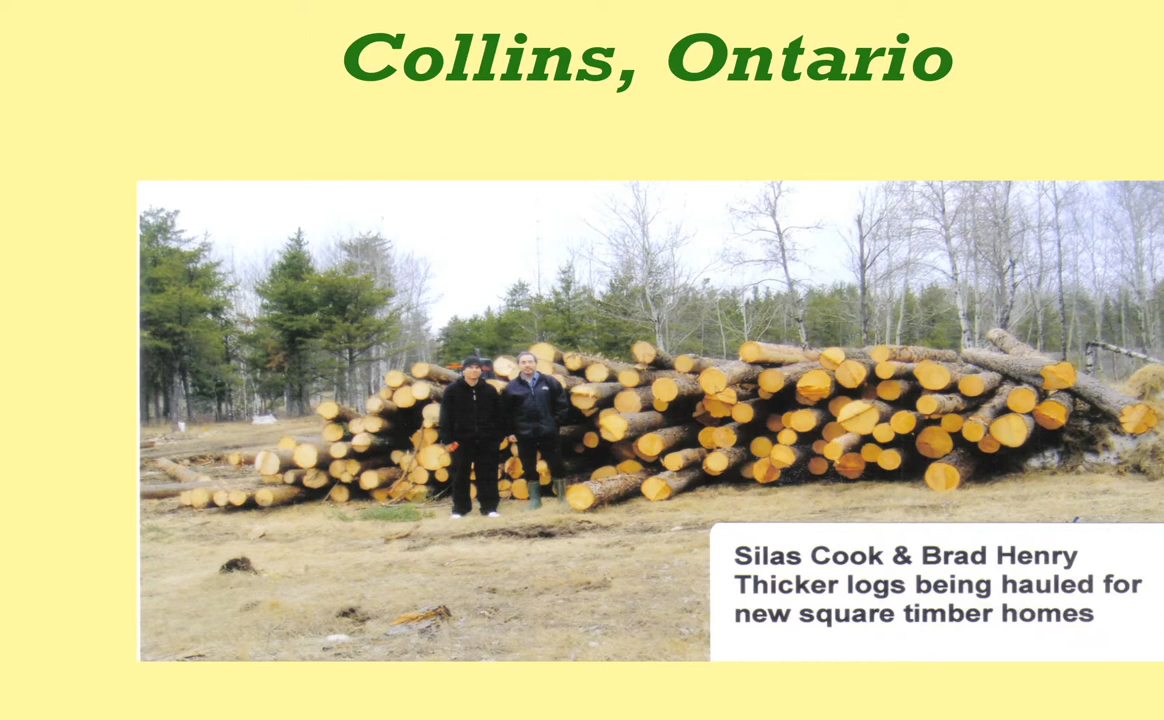 Collins, Ontario
Silas Cook & Brad Henry
Thicker logs being hauled for
new square timber homes